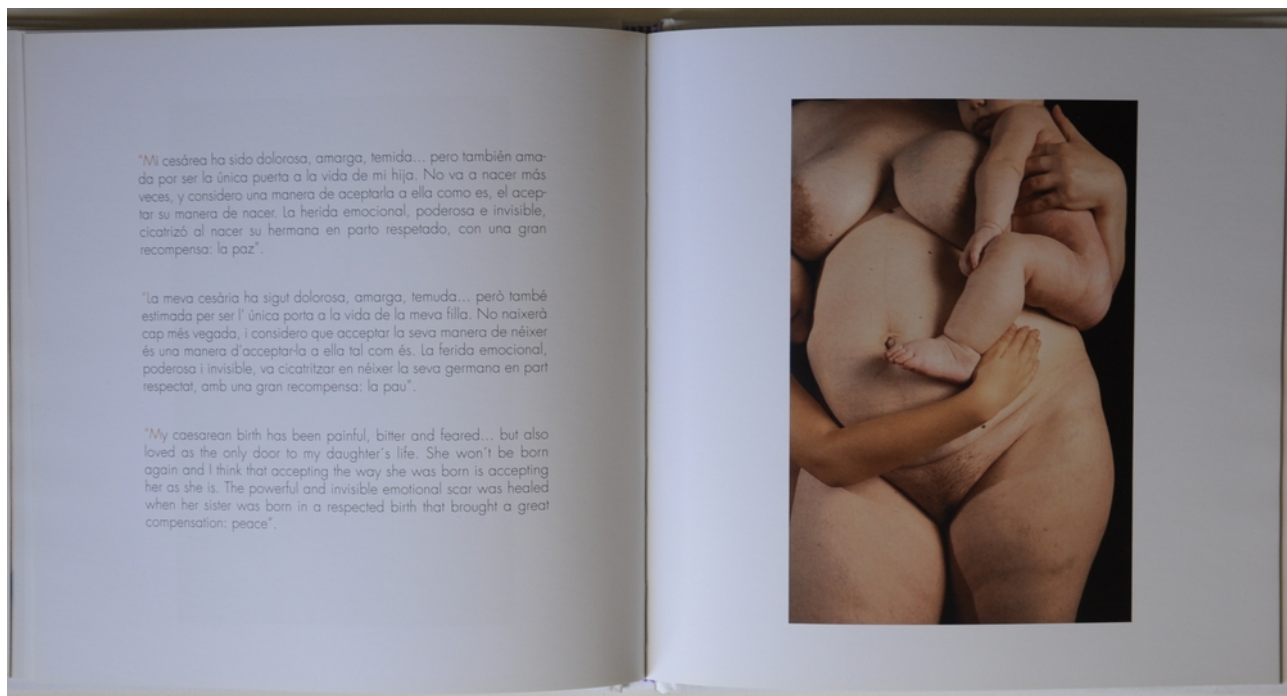 "Mi cesárea ha sido dolorosa, amarga, temida... pero también ama-
da por ser la única puerta a la vida de mi hija. No va a nacer más
veces, y considero una manera de aceptarla a ella como es, el acep-
tar su manera de nacer. La herida emocional, poderosa e invisible,
cicatrizó al nacer su hermana en parto respetado, con una gran
recompensa: la paz".
"La meva cesària ha sigut dolorosa, amarga, temuda... però també
estimada per ser l' única porta a la vida de la meva filla. No naixerà
cap més vegada, i considero que acceptar la seva manera de néixer
és una manera d'acceptar-la a ella tal com és. La ferida emocional,
poderosa i invisible, va cicatritzar en néixer la seva germana en part
respectat, amb una gran recompensa: la pau".
"My caesarean birth has been painful, bitter and feared... but also
loved as the only door to my daughter's life. She won't be born
again and I think that accepting the way she was born is accepting
her as she is. The powerful and invisible emotional scar was healed
when her sister was born in a respected birth that brought a great
compensation: peace".